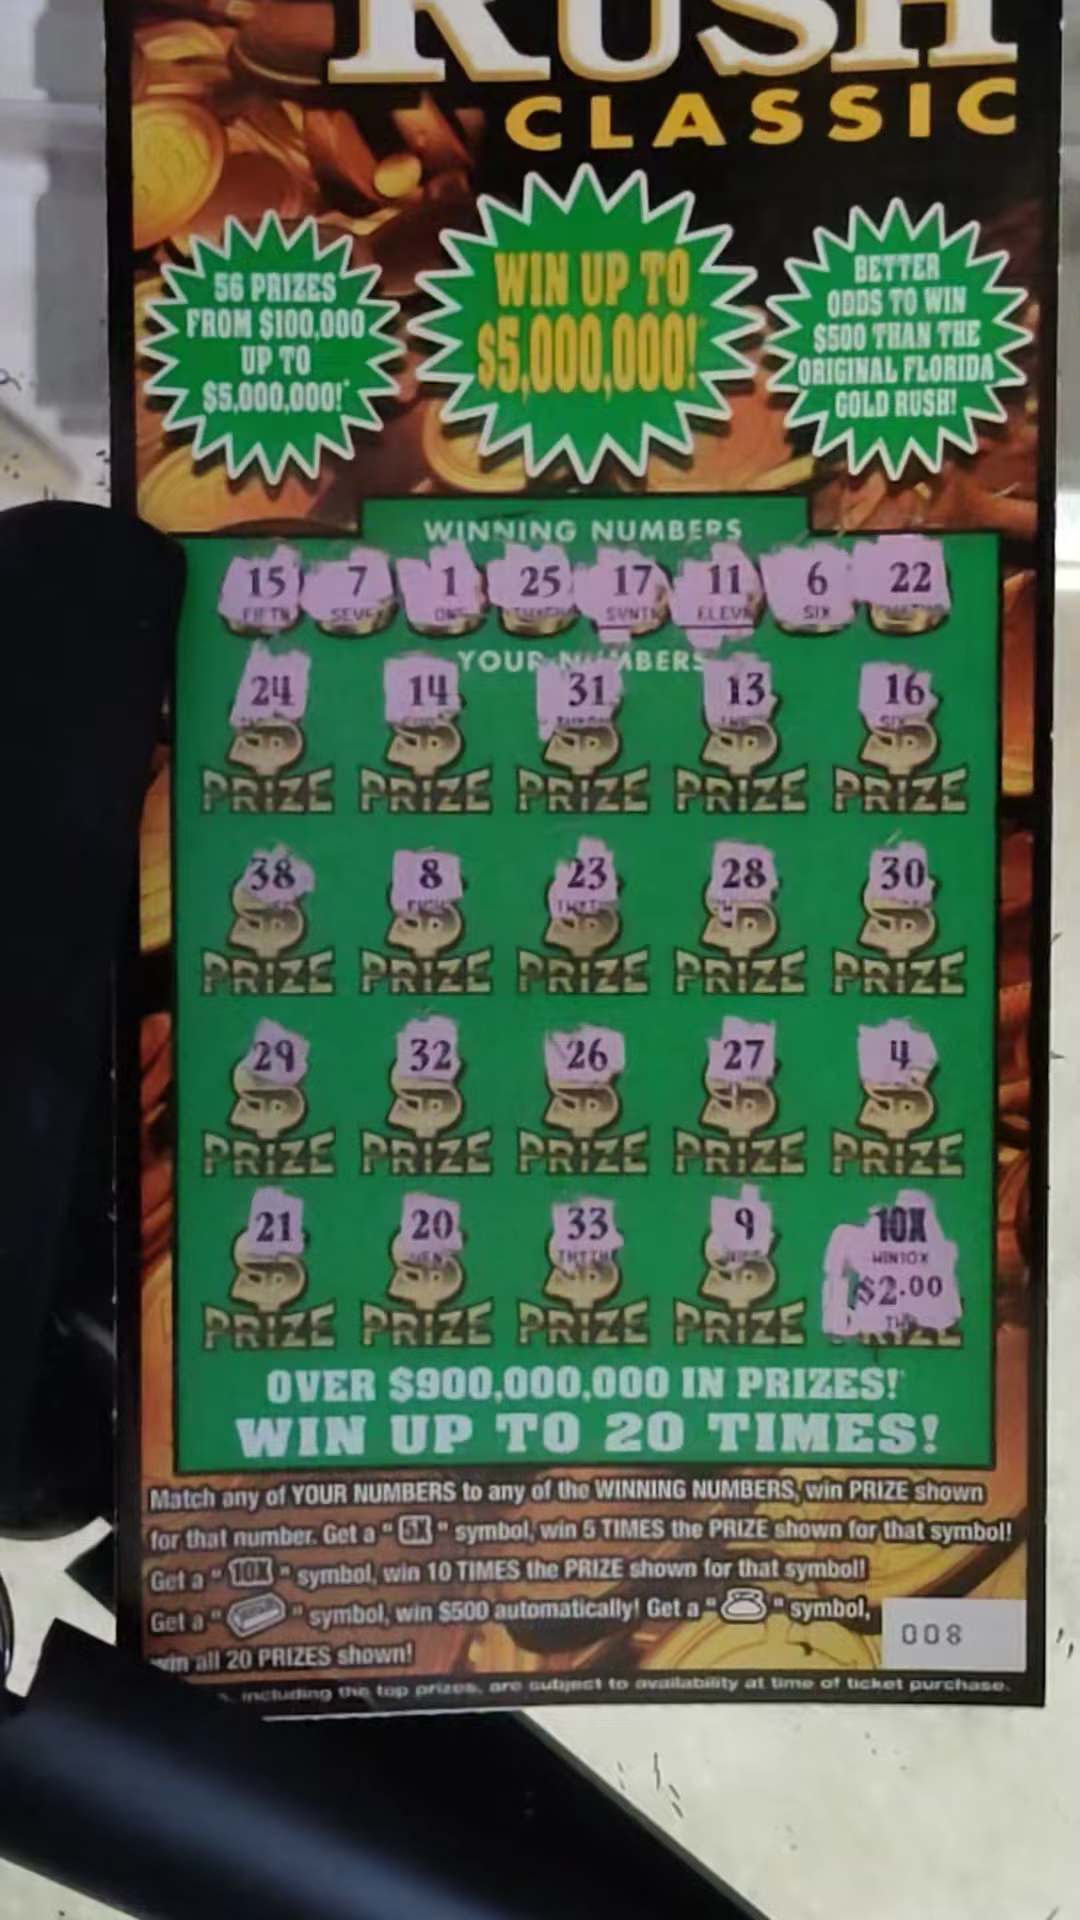 RUSH
CLASSIC
56 PRIZES
FROM $100,000
UP TO
$5,000,000!*
WIN UP TO
$5,000,000!*
BETTER
ODDS TO WIN
$500 THAN THE
ORIGINAL FLORIDA
GOLD RUSH!
WINNING NUMBERS
15 7 1 25 17 11 6 22
SEVE ONE SVNTN ELEVN SIX
YOUR NUMBERS
24 14 31 13 16
PRIZE PRIZE PRIZE PRIZE PRIZE
38 8 23 28 30
PRIZE PRIZE PRIZE PRIZE PRIZE
29 32 26 27 4
PRIZE PRIZE PRIZE PRIZE PRIZE
21 20 33 9 10X
WIN10X
$2.00
PRIZE PRIZE PRIZE PRIZE PRIZE
OVER $900,000,000 IN PRIZES!*
WIN UP TO 20 TIMES!
Match any of YOUR NUMBERS to any of the WINNING NUMBERS, win PRIZE shown
for that number. Get a "5X" symbol, win 5 TIMES the PRIZE shown for that symbol!
Get a "10X" symbol, win 10 TIMES the PRIZE shown for that symbol!
Get a " " symbol, win $500 automatically! Get a " " symbol,
win all 20 PRIZES shown!
008
, including the top prizes, are subject to availability at time of ticket purchase.